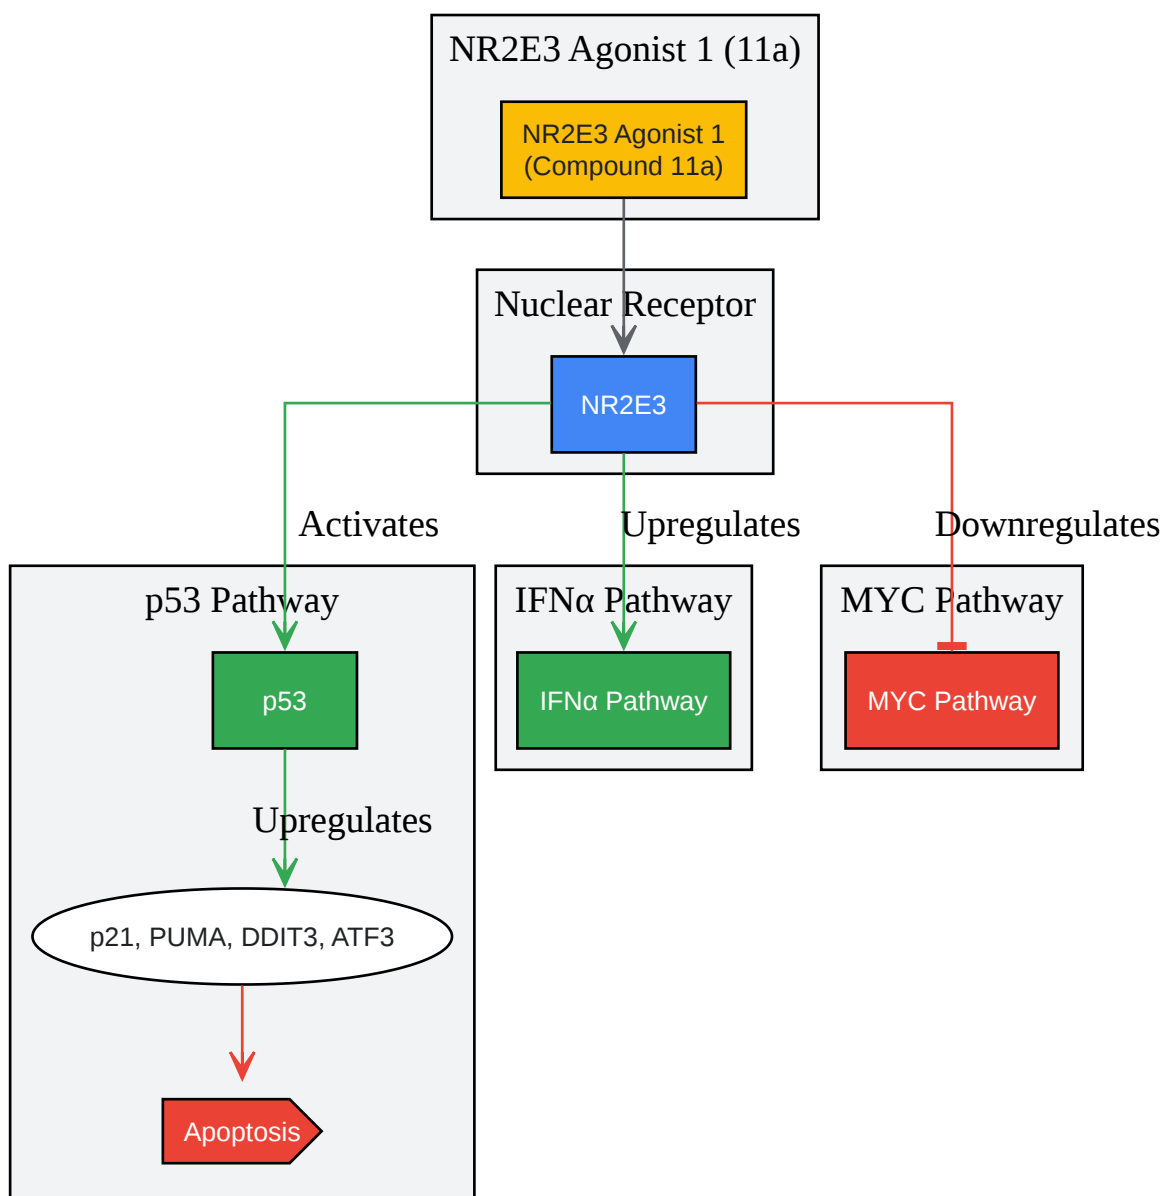 NR2E3 Agonist 1 (11a)
NR2E3 Agonist 1
(Compound 11a)
Nuclear Receptor
NR2E3
Activates
Upregulates
Downregulates
p53 Pathway
IFNα Pathway
MYC Pathway
p53
IFNα Pathway
MYC Pathway
Upregulates
p21, PUMA, DDIT3, ATF3
Apoptosis